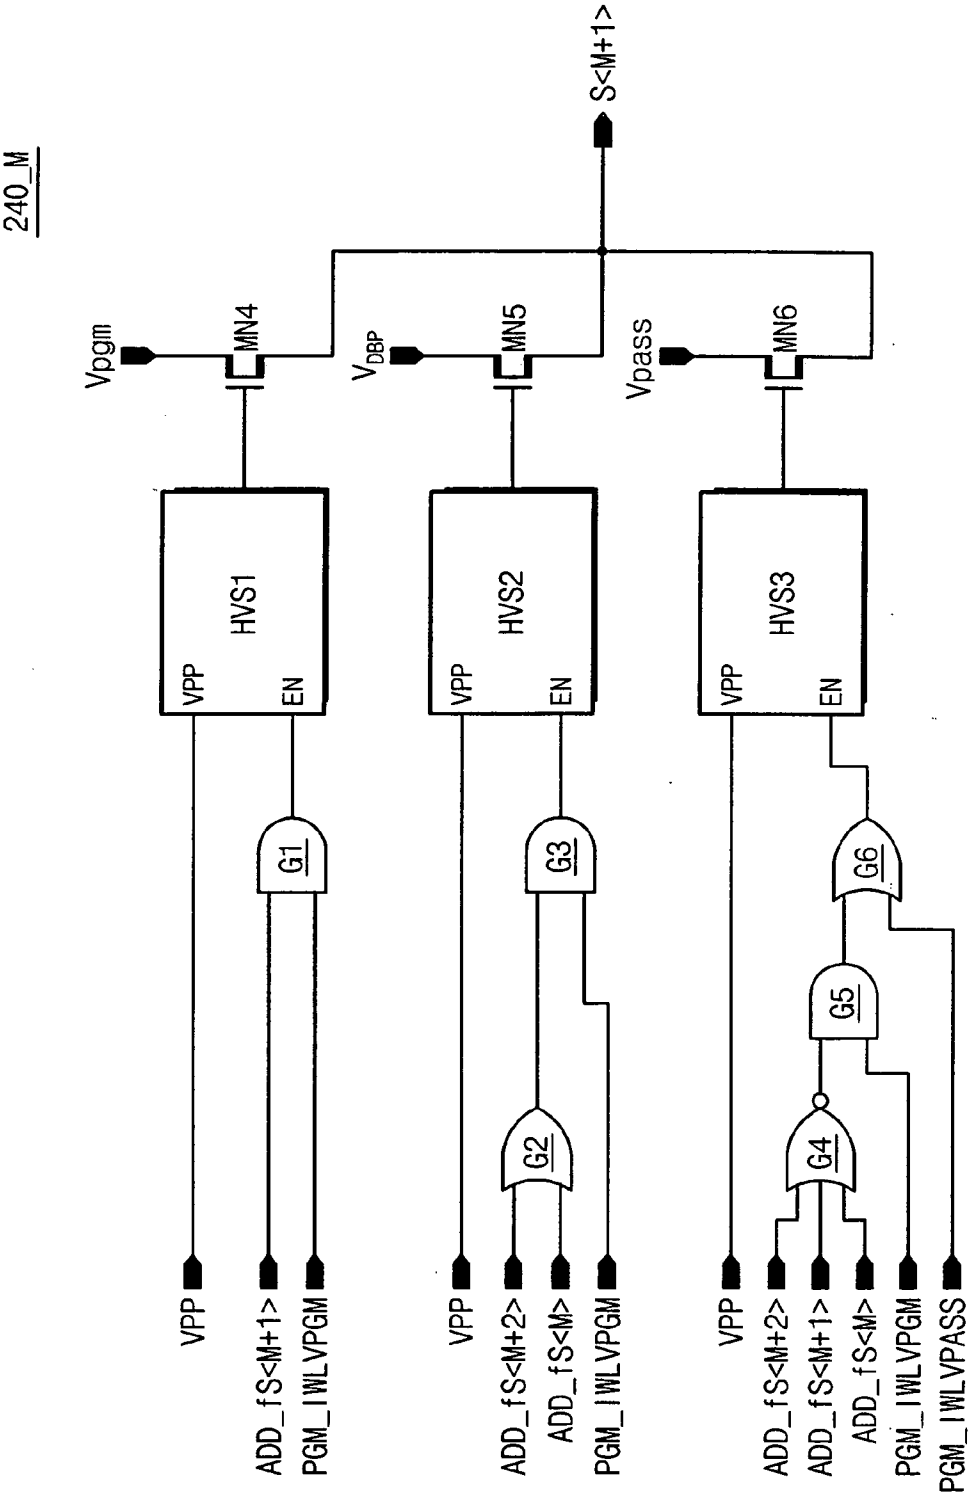 240_M
VPP
ADD_fS<M+1>
PGM_IWLVPGM
G1
VPP
EN
HVS1
Vpgm
MN4
VPP
ADD_fS<M+2>
ADD_fS<M>
PGM_IWLVPGM
G2
G3
VPP
EN
HVS2
VDBP
MN5
S<M+1>
VPP
ADD_fS<M+2>
ADD_fS<M+1>
ADD_fS<M>
PGM_IWLVPGM
PGM_IWLVPASS
G4
G5
G6
VPP
EN
HVS3
Vpass
MN6